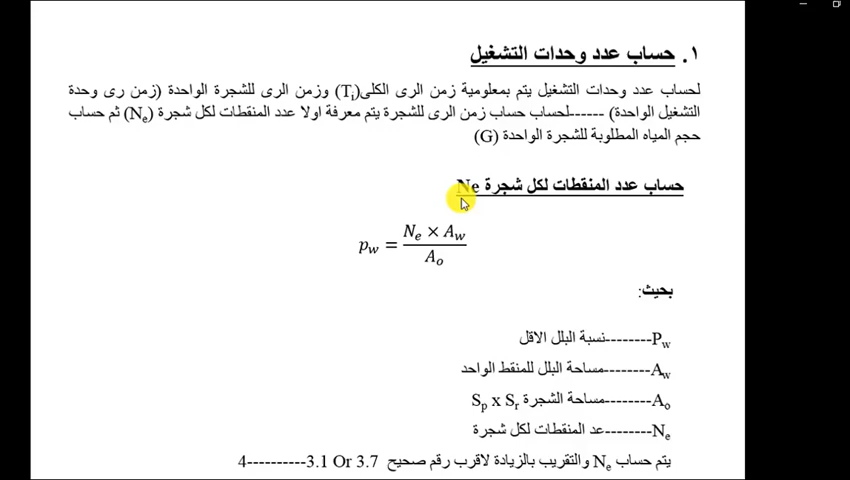 ١. حساب عدد وحدات التشغيل
لحساب عدد وحدات التشغيل يتم بمعلومية زمن الرى الكلى(Ti) وزمن الرى للشجرة الواحدة (زمن رى وحدة
التشغيل الواحدة) ------لحساب حساب زمن الرى للشجرة يتم معرفة اولا عدد المنقطات لكل شجرة (Ne) ثم حساب
حجم المياه المطلوبة للشجرة الواحدة (G)
حساب عدد المنقطات لكل شجرة Ne
pw = Ne × Aw / Ao
بحيث:
Pw--------نسبة البلل الاقل
Aw--------مساحة البلل للمنقط الواحد
Ao--------مساحة الشجرة Sp x Sr
Ne--------عد المنقطات لكل شجرة
يتم حساب Ne والتقريب بالزيادة لاقرب رقم صحيح 3.1 Or 3.7----------4